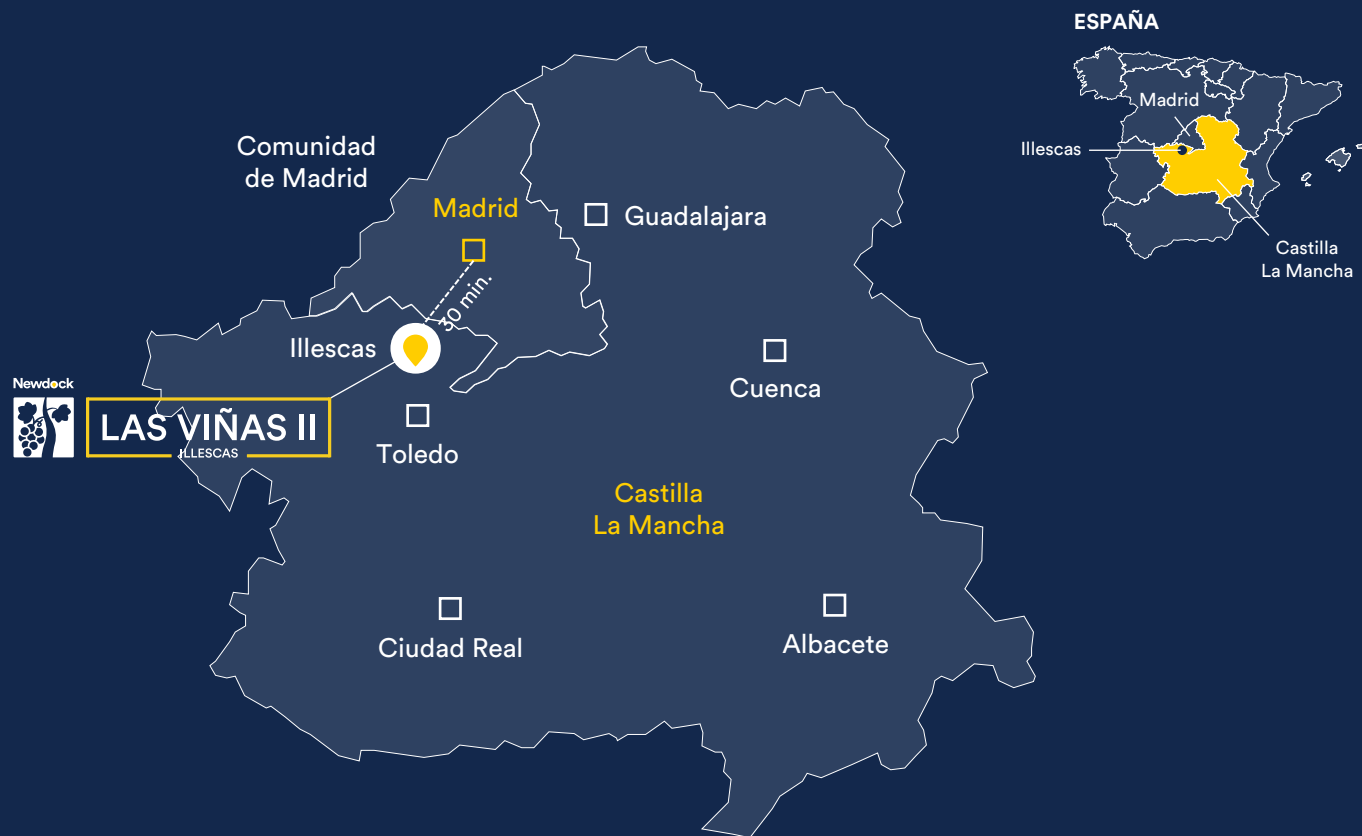 ESPAÑA
Madrid
Illescas
Castilla
La Mancha
Comunidad
de Madrid
Madrid
Guadalajara
30 min.
Illescas
Cuenca
Newdock
LAS VIÑAS II
ILLESCAS
Toledo
Castilla
La Mancha
Ciudad Real
Albacete